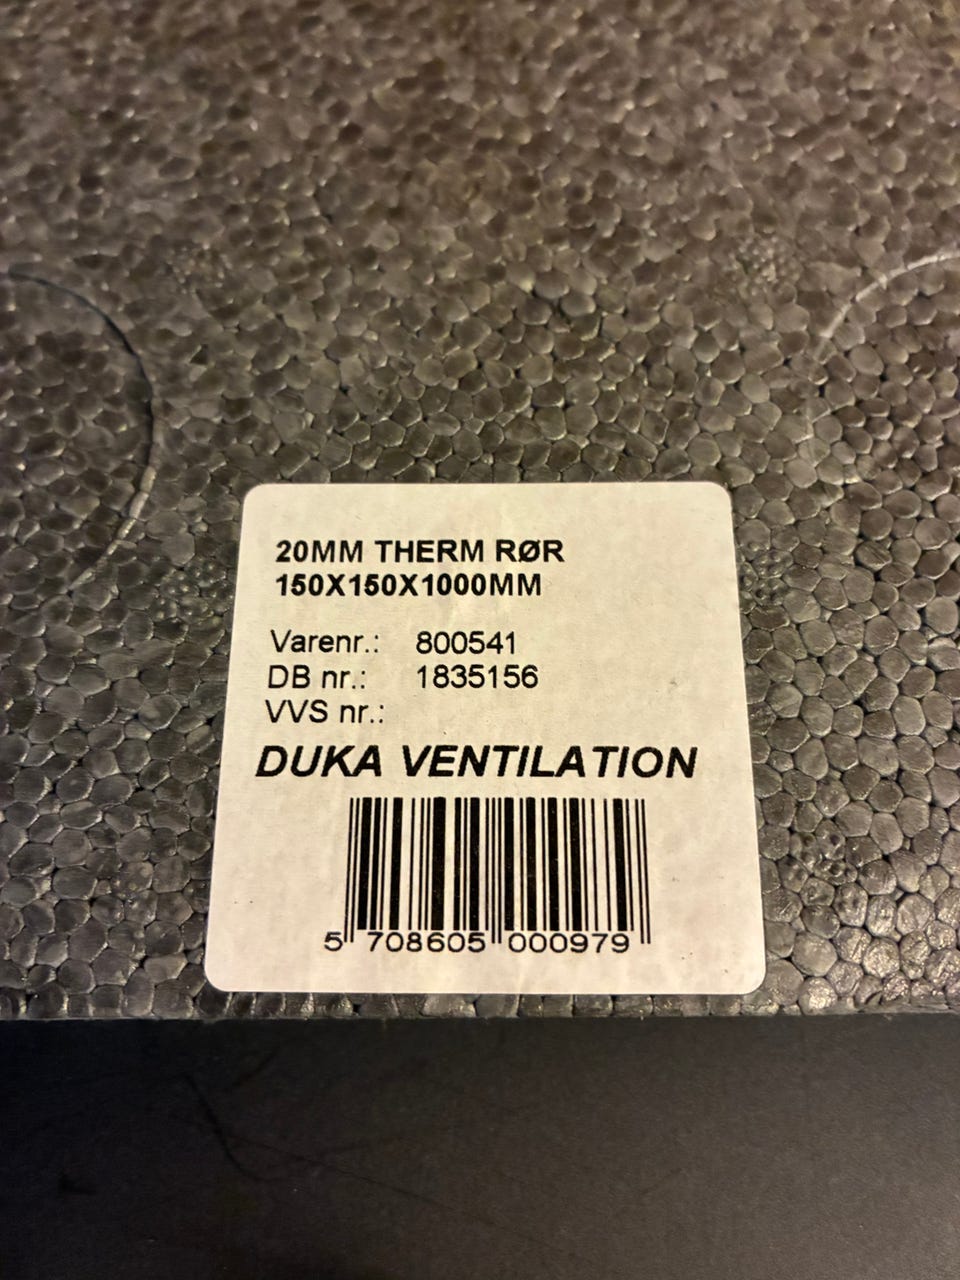 20MM THERM RØR
150X150X1000MM
Varenr.: 800541
DB nr.: 1835156
VVS nr.:
DUKA VENTILATION
5 708605 000979